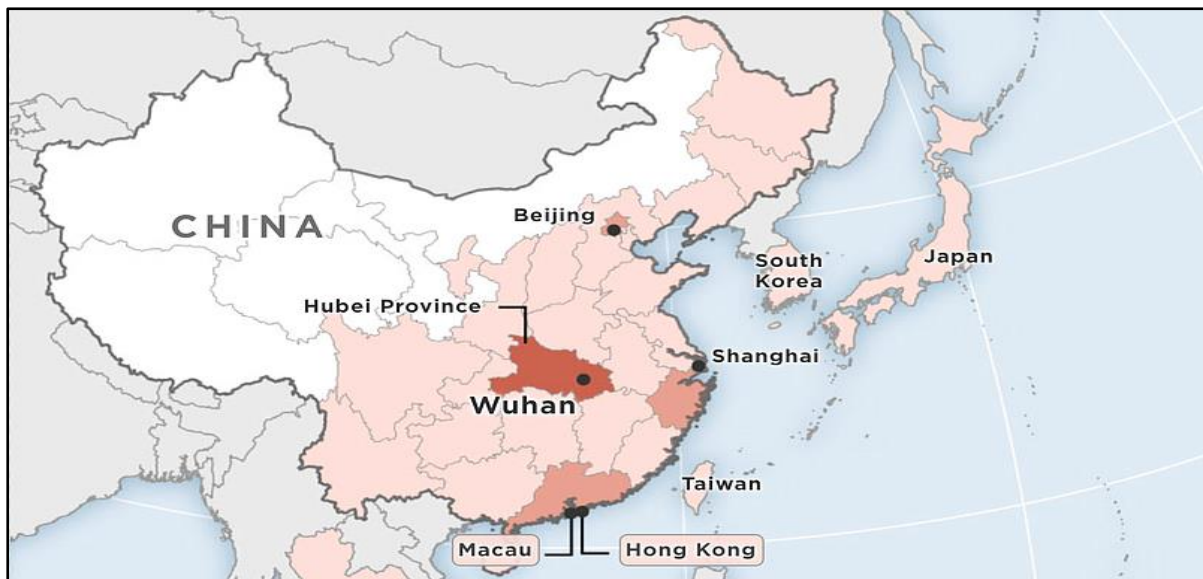 CHINA
Beijing
South
Korea
Japan
Hubei Province
Shanghai
Wuhan
Taiwan
Macau
Hong Kong